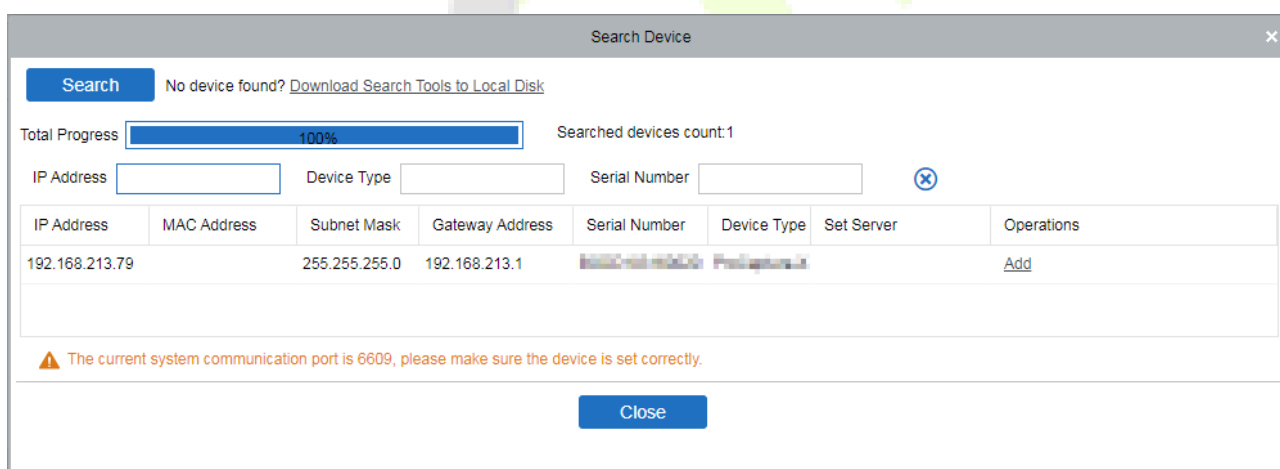 Search Device
Search No device found? Download Search Tools to Local Disk
Total Progress 100% Searched devices count:1
IP Address Device Type Serial Number
IP Address MAC Address Subnet Mask Gateway Address Serial Number Device Type Set Server Operations
192.168.213.79 255.255.255.0 192.168.213.1 Add
The current system communication port is 6609, please make sure the device is set correctly.
Close